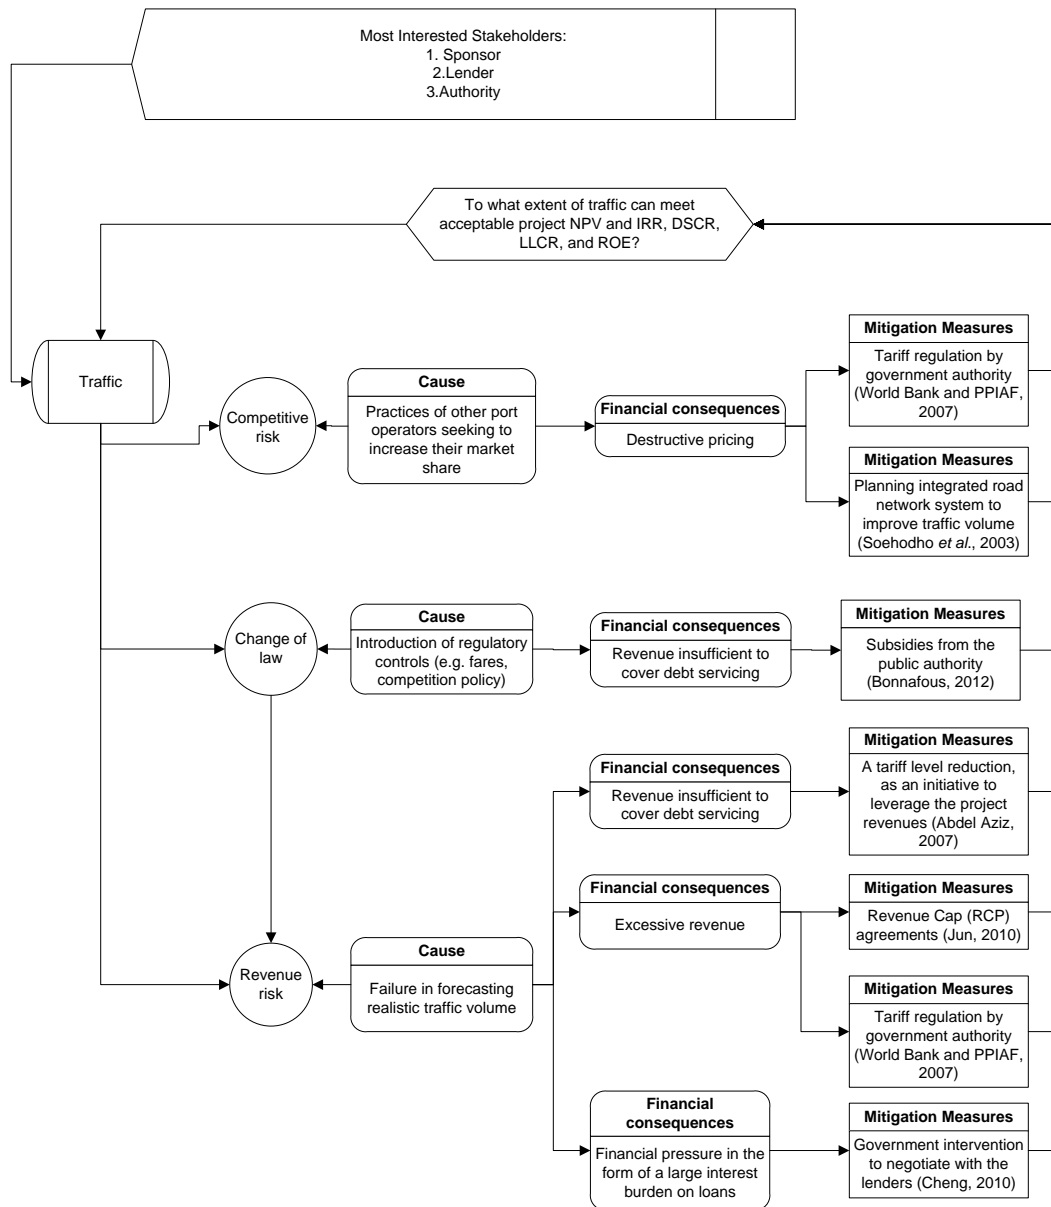 Most Interested Stakeholders:
1. Sponsor
2.Lender
3.Authority
To what extent of traffic can meet
acceptable project NPV and IRR, DSCR,
LLCR, and ROE?
Traffic
Competitive
risk
Cause
Practices of other port
operators seeking to
increase their market
share
Financial consequences
Destructive pricing
Mitigation Measures
Tariff regulation by
government authority
(World Bank and PPIAF,
2007)
Mitigation Measures
Planning integrated road
network system to
improve traffic volume
(Soehodho et al., 2003)
Change of
law
Cause
Introduction of regulatory
controls (e.g. fares,
competition policy)
Financial consequences
Revenue insufficient to
cover debt servicing
Mitigation Measures
Subsidies from the
public authority
(Bonnafous, 2012)
Revenue
risk
Cause
Failure in forecasting
realistic traffic volume
Financial consequences
Revenue insufficient to
cover debt servicing
Mitigation Measures
A tariff level reduction,
as an initiative to
leverage the project
revenues (Abdel Aziz,
2007)
Financial consequences
Excessive revenue
Mitigation Measures
Revenue Cap (RCP)
agreements (Jun, 2010)
Mitigation Measures
Tariff regulation by
government authority
(World Bank and PPIAF,
2007)
Financial
consequences
Financial pressure in the
form of a large interest
burden on loans
Mitigation Measures
Government intervention
to negotiate with the
lenders (Cheng, 2010)